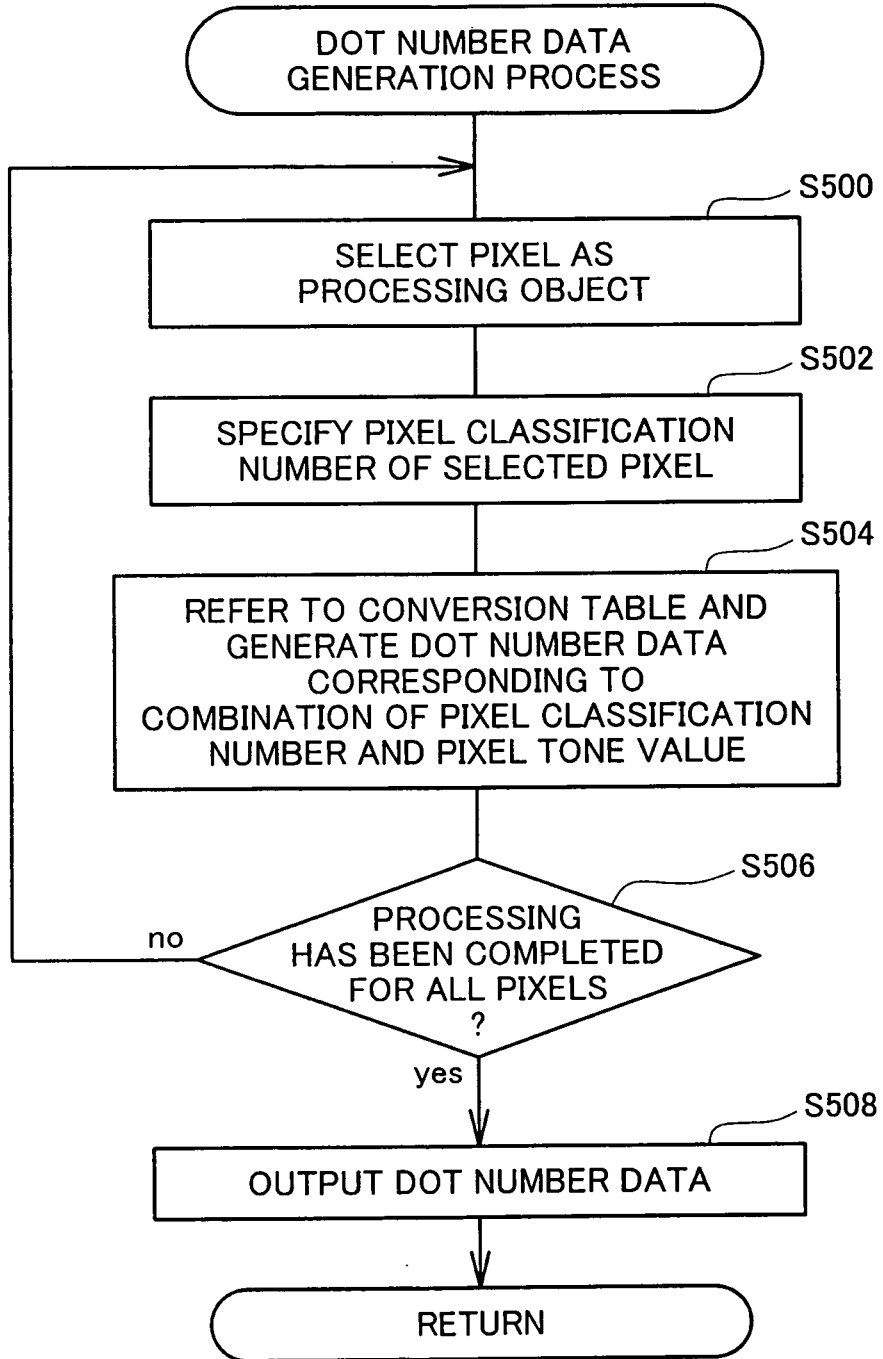 DOT NUMBER DATA
GENERATION PROCESS
S500
SELECT PIXEL AS
PROCESSING OBJECT
S502
SPECIFY PIXEL CLASSIFICATION
NUMBER OF SELECTED PIXEL
S504
REFER TO CONVERSION TABLE AND
GENERATE DOT NUMBER DATA
CORRESPONDING TO
COMBINATION OF PIXEL CLASSIFICATION
NUMBER AND PIXEL TONE VALUE
S506
PROCESSING
HAS BEEN COMPLETED
FOR ALL PIXELS
?
no
yes
S508
OUTPUT DOT NUMBER DATA
RETURN